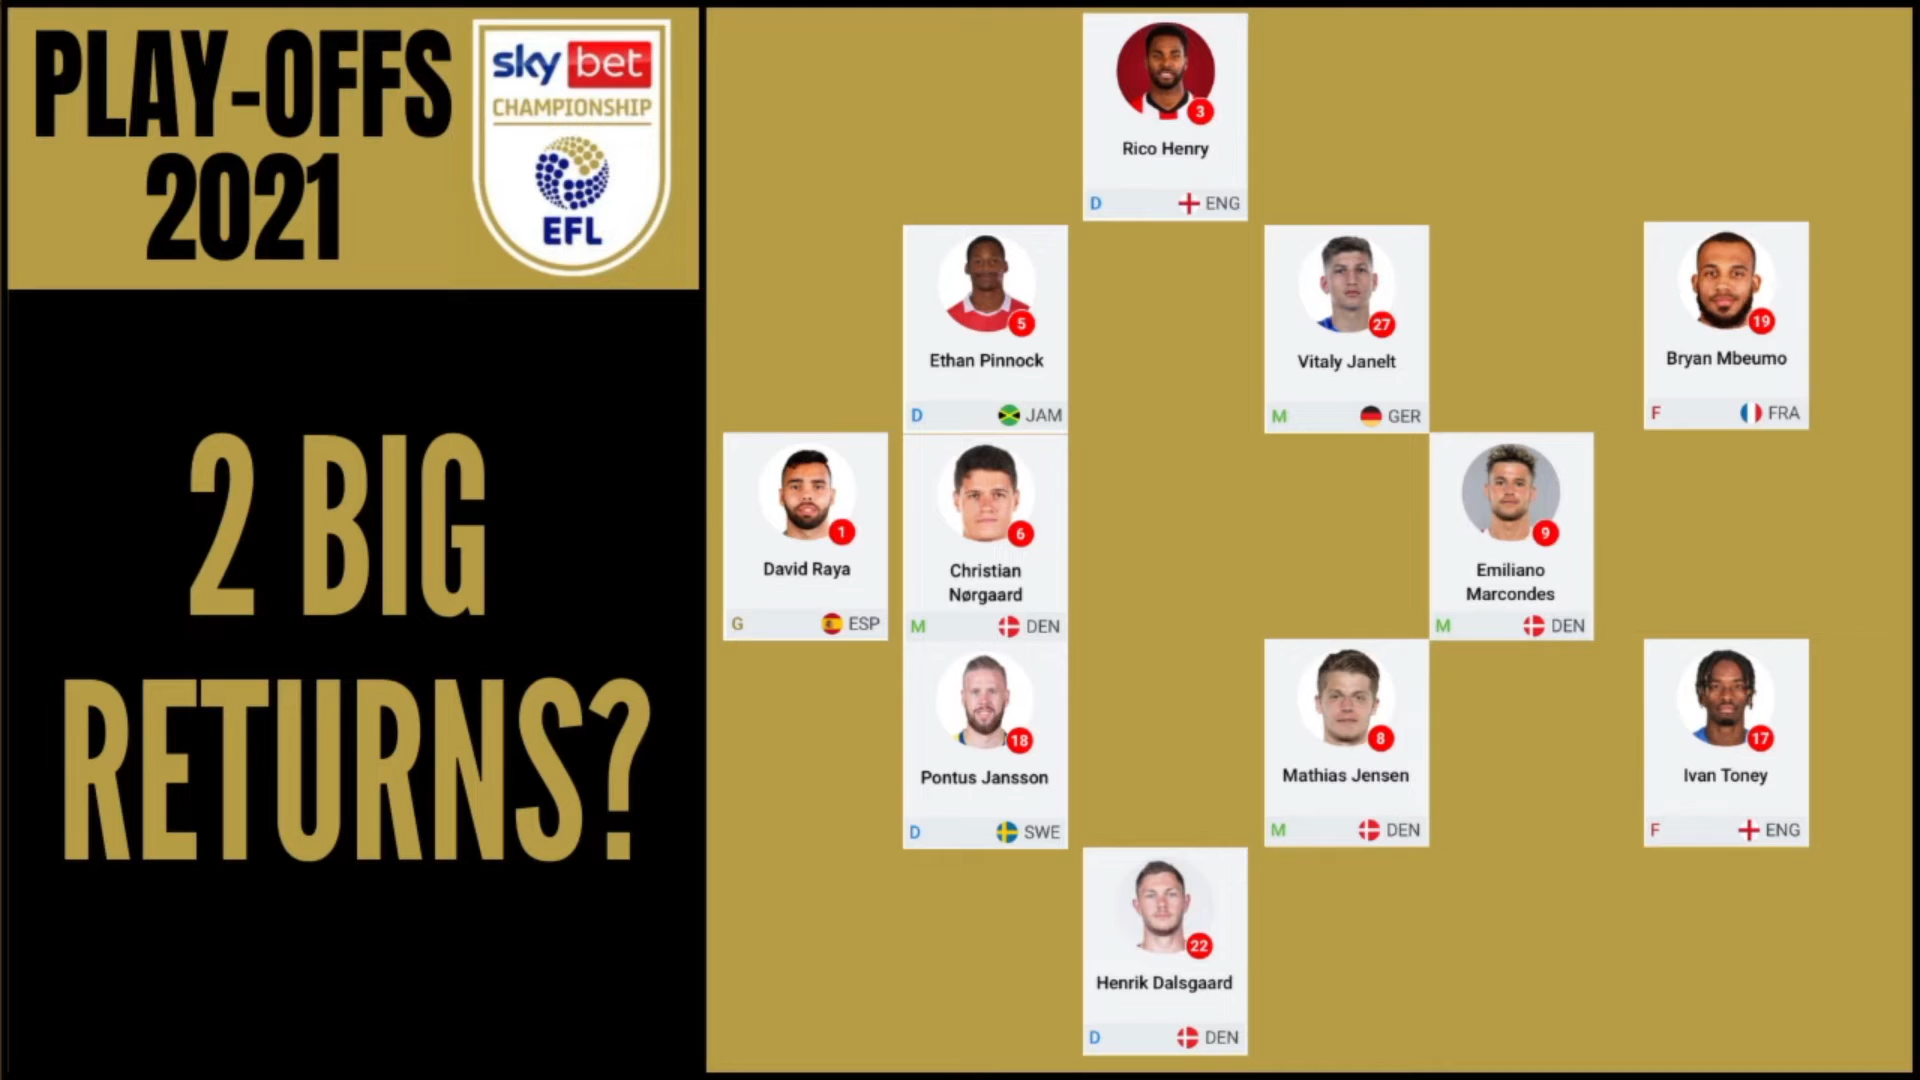 PLAY-OFFS
2021
sky bet
CHAMPIONSHIP
EFL
2 BIG
RETURNS?
3
Rico Henry
D ENG
5
Ethan Pinnock
D JAM
27
Vitaly Janelt
M GER
19
Bryan Mbeumo
F FRA
1
David Raya
G ESP
6
Christian
Nørgaard
M DEN
9
Emiliano
Marcondes
M DEN
18
Pontus Jansson
D SWE
8
Mathias Jensen
M DEN
17
Ivan Toney
F ENG
22
Henrik Dalsgaard
D DEN